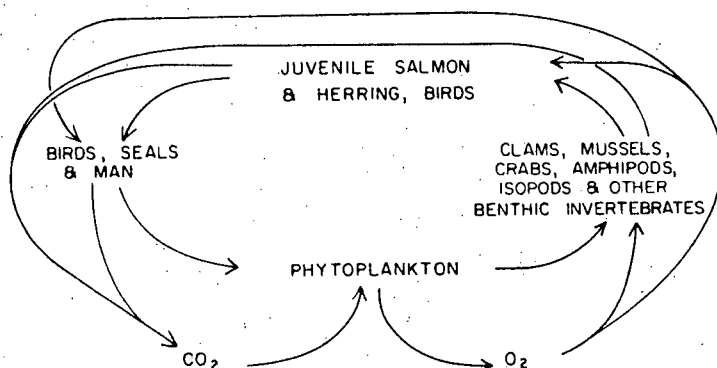 JUVENILE SALMON
& HERRING, BIRDS
BIRDS, SEALS
& MAN
CLAMS, MUSSELS,
CRABS, AMPHIPODS,
ISOPODS & OTHER
BENTHIC INVERTEBRATES
PHYTOPLANKTON
CO₂
O₂